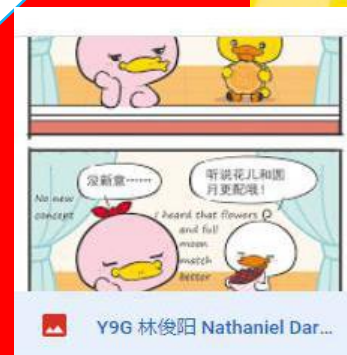 没新意……
听说花儿和圆
月更配哦！
No new
concept
I heard that flowers
and full
moon
match
better
Y9G 林俊阳 Nathaniel Dar...